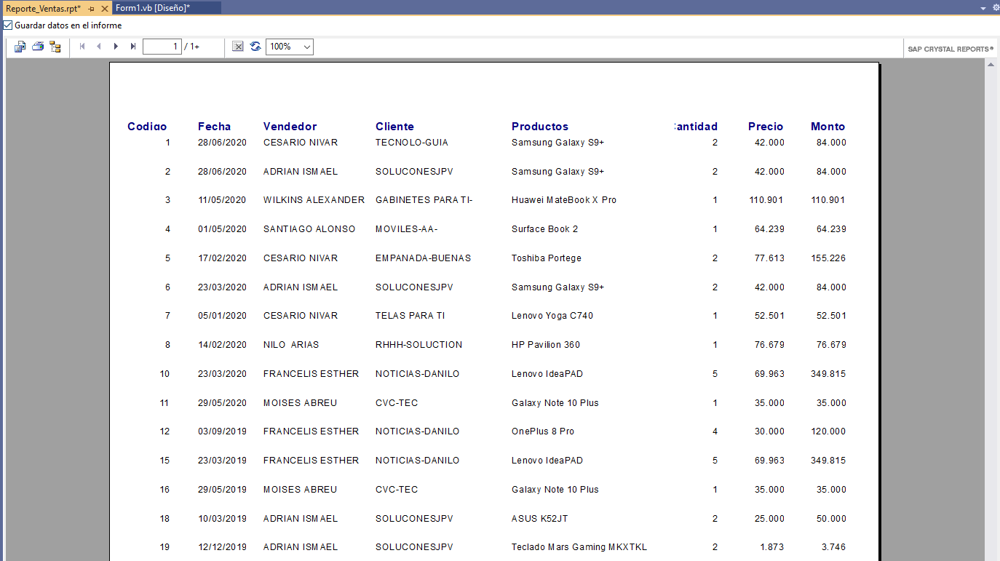 Reporte_Ventas.rpt* Form1.vb [Diseño]*
Guardar datos en el informe
1 / 1+ 100% SAP CRYSTAL REPORTS®
Codigo Fecha Vendedor Cliente Productos Cantidad Precio Monto
1 28/06/2020 CESARIO NIVAR TECNOLO-GUIA Samsung Galaxy S9+ 2 42.000 84.000
2 28/06/2020 ADRIAN ISMAEL SOLUCONESJPV Samsung Galaxy S9+ 2 42.000 84.000
3 11/05/2020 WILKINS ALEXANDER GABINETES PARA TI- Huawei MateBook X Pro 1 110.901 110.901
4 01/05/2020 SANTIAGO ALONSO MOVILES-AA- Surface Book 2 1 64.239 64.239
5 17/02/2020 CESARIO NIVAR EMPANADA-BUENAS Toshiba Portege 2 77.613 155.226
6 23/03/2020 ADRIAN ISMAEL SOLUCONESJPV Samsung Galaxy S9+ 2 42.000 84.000
7 05/01/2020 CESARIO NIVAR TELAS PARA TI Lenovo Yoga C740 1 52.501 52.501
8 14/02/2020 NILO ARIAS RHHH-SOLUCTION HP Pavilion 360 1 76.679 76.679
10 23/03/2020 FRANCELIS ESTHER NOTICIAS-DANILO Lenovo IdeaPAD 5 69.963 349.815
11 29/05/2020 MOISES ABREU CVC-TEC Galaxy Note 10 Plus 1 35.000 35.000
12 03/09/2019 FRANCELIS ESTHER NOTICIAS-DANILO OnePlus 8 Pro 4 30.000 120.000
15 23/03/2019 FRANCELIS ESTHER NOTICIAS-DANILO Lenovo IdeaPAD 5 69.963 349.815
16 29/05/2019 MOISES ABREU CVC-TEC Galaxy Note 10 Plus 1 35.000 35.000
18 10/03/2019 ADRIAN ISMAEL SOLUCONESJPV ASUS K52JT 2 25.000 50.000
19 12/12/2019 ADRIAN ISMAEL SOLUCONESJPV Teclado Mars Gaming MKXTKL 2 1.873 3.746